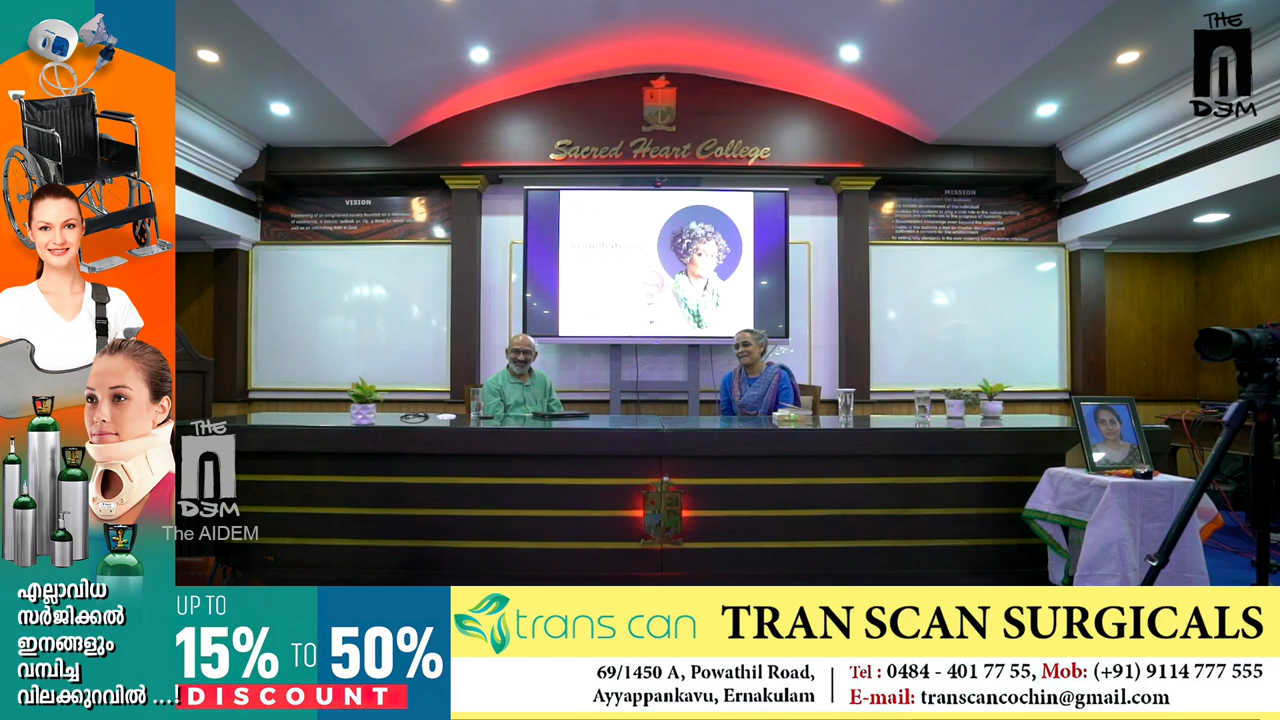 THE
DEM
Sacred Heart College
VISION
MISSION
THE
DEM
The AIDEM
എല്ലാവിധ
സർജിക്കൽ
ഇനങ്ങളും
വമ്പിച്ച
വിലക്കുറവിൽ ...!
UP TO
15% TO 50%
DISCOUNT
trans can
TRAN SCAN SURGICALS
69/1450 A, Powathil Road,
Ayyappankavu, Ernakulam
Tel : 0484 - 401 77 55, Mob: (+91) 9114 777 555
E-mail: transcancochin@gmail.com